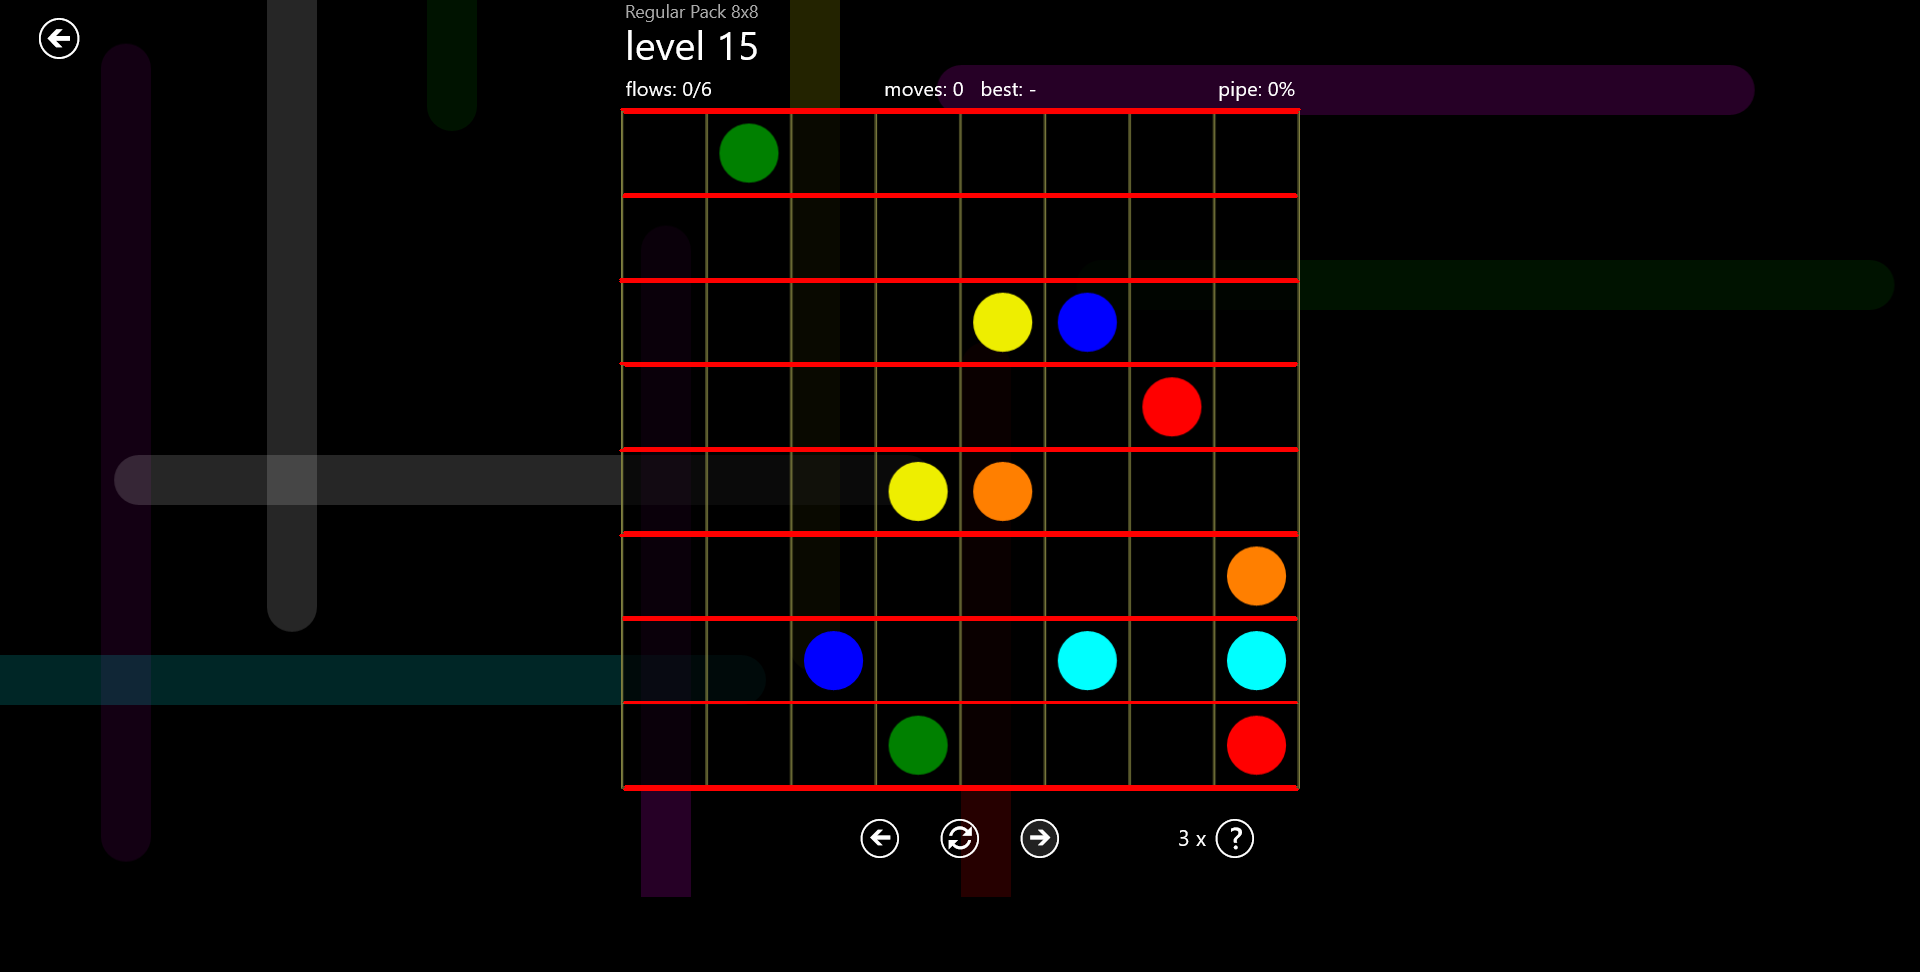 Regular Pack 8x8
level 15
flows: 0/6 moves: 0 best: - pipe: 0%
3 x ?